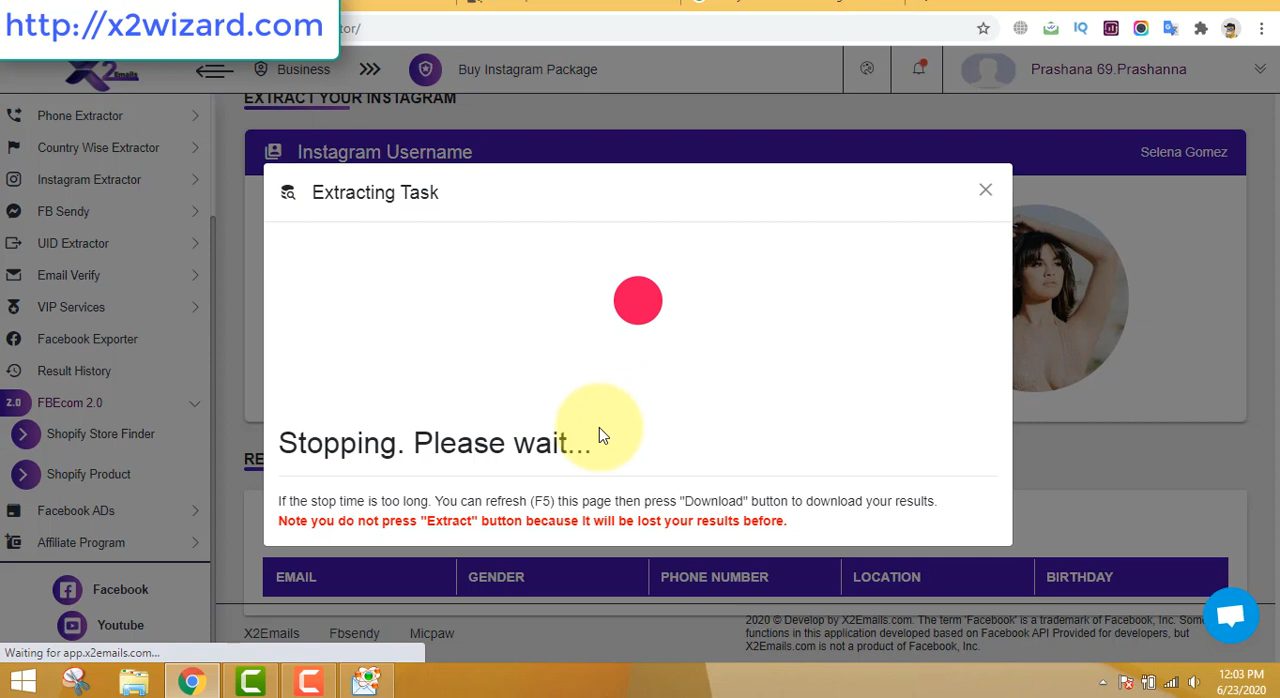 http://x2wizard.com
tor/
X2Emails
Business
Buy Instagram Package
Prashana 69.Prashanna
EXTRACT YOUR INSTAGRAM
Phone Extractor
Country Wise Extractor
Instagram Extractor
FB Sendy
UID Extractor
Email Verify
VIP Services
Facebook Exporter
Result History
2.0 FBEcom 2.0
Shopify Store Finder
Shopify Product
Facebook ADs
Affiliate Program
Facebook
Youtube
Instagram Username
Selena Gomez
Extracting Task
Stopping. Please wait...
If the stop time is too long. You can refresh (F5) this page then press "Download" button to download your results.
Note you do not press "Extract" button because it will be lost your results before.
RE
EMAIL GENDER PHONE NUMBER LOCATION BIRTHDAY
X2Emails Fbsendy Micpaw
2020 © Develop by X2Emails.com. The term 'Facebook' is a trademark of Facebook, Inc. Some
functions in this application developed based on Facebook API Provided for developers, but
X2Emails.com is not a product of Facebook, Inc.
Waiting for app.x2emails.com...
12:03 PM
6/23/2020